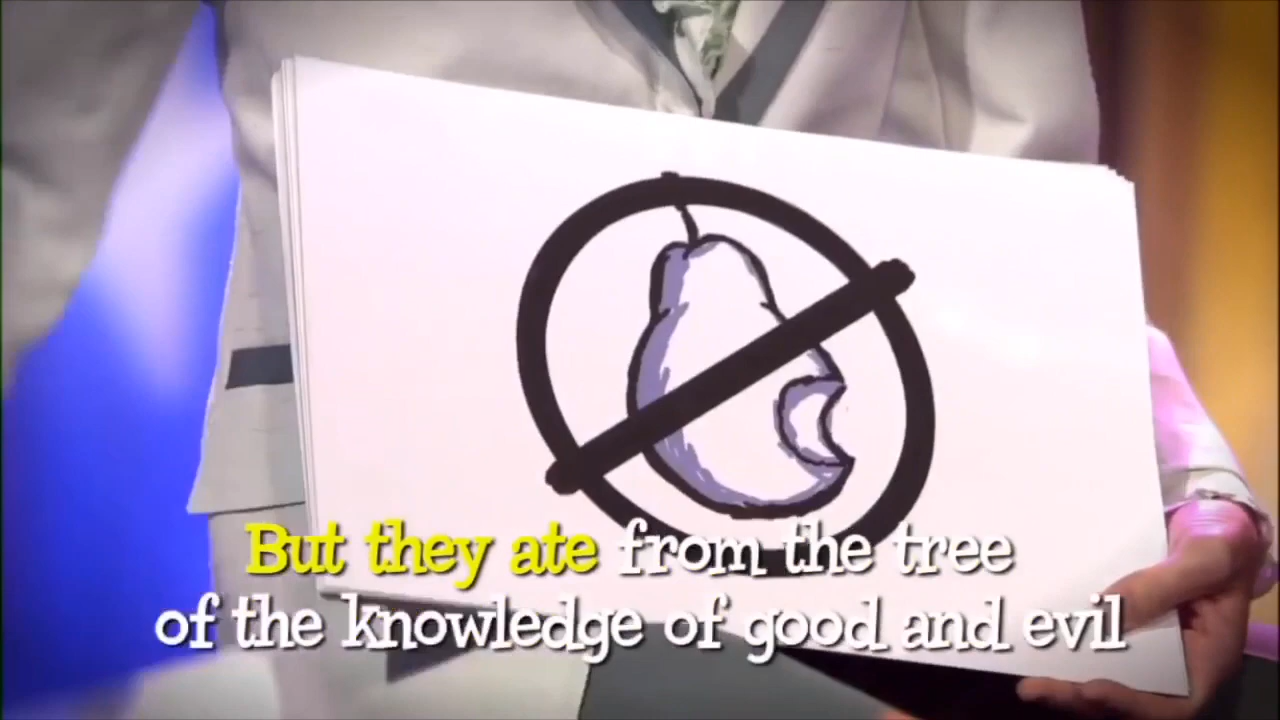 But they ate from the tree
of the knowledge of good and evil